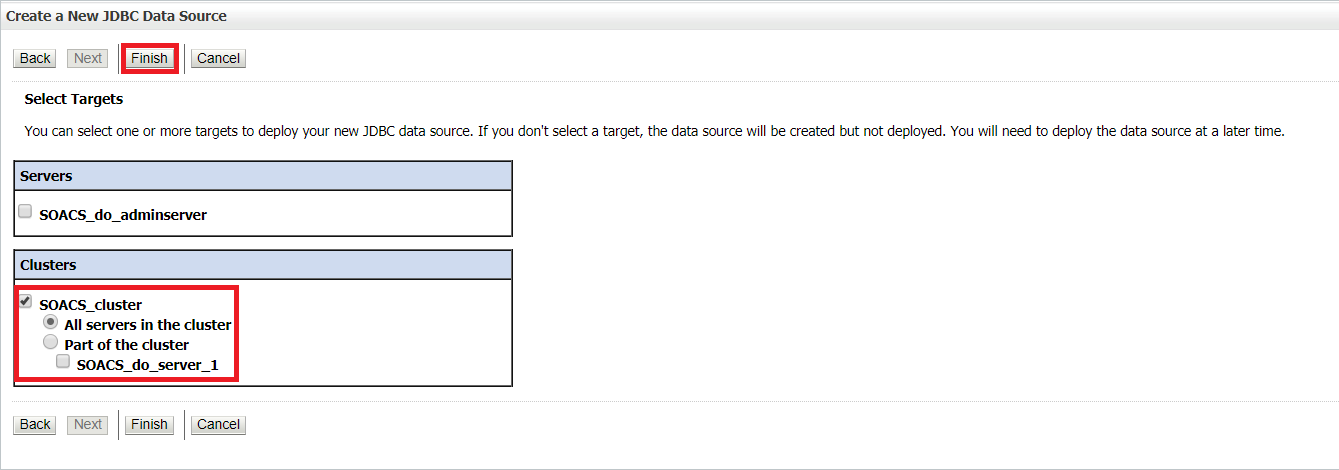 Create a New JDBC Data Source
Back Next Finish Cancel
Select Targets
You can select one or more targets to deploy your new JDBC data source. If you don't select a target, the data source will be created but not deployed. You will need to deploy the data source at a later time.
Servers
SOACS_do_adminserver
Clusters
SOACS_cluster
All servers in the cluster
Part of the cluster
SOACS_do_server_1
Back Next Finish Cancel